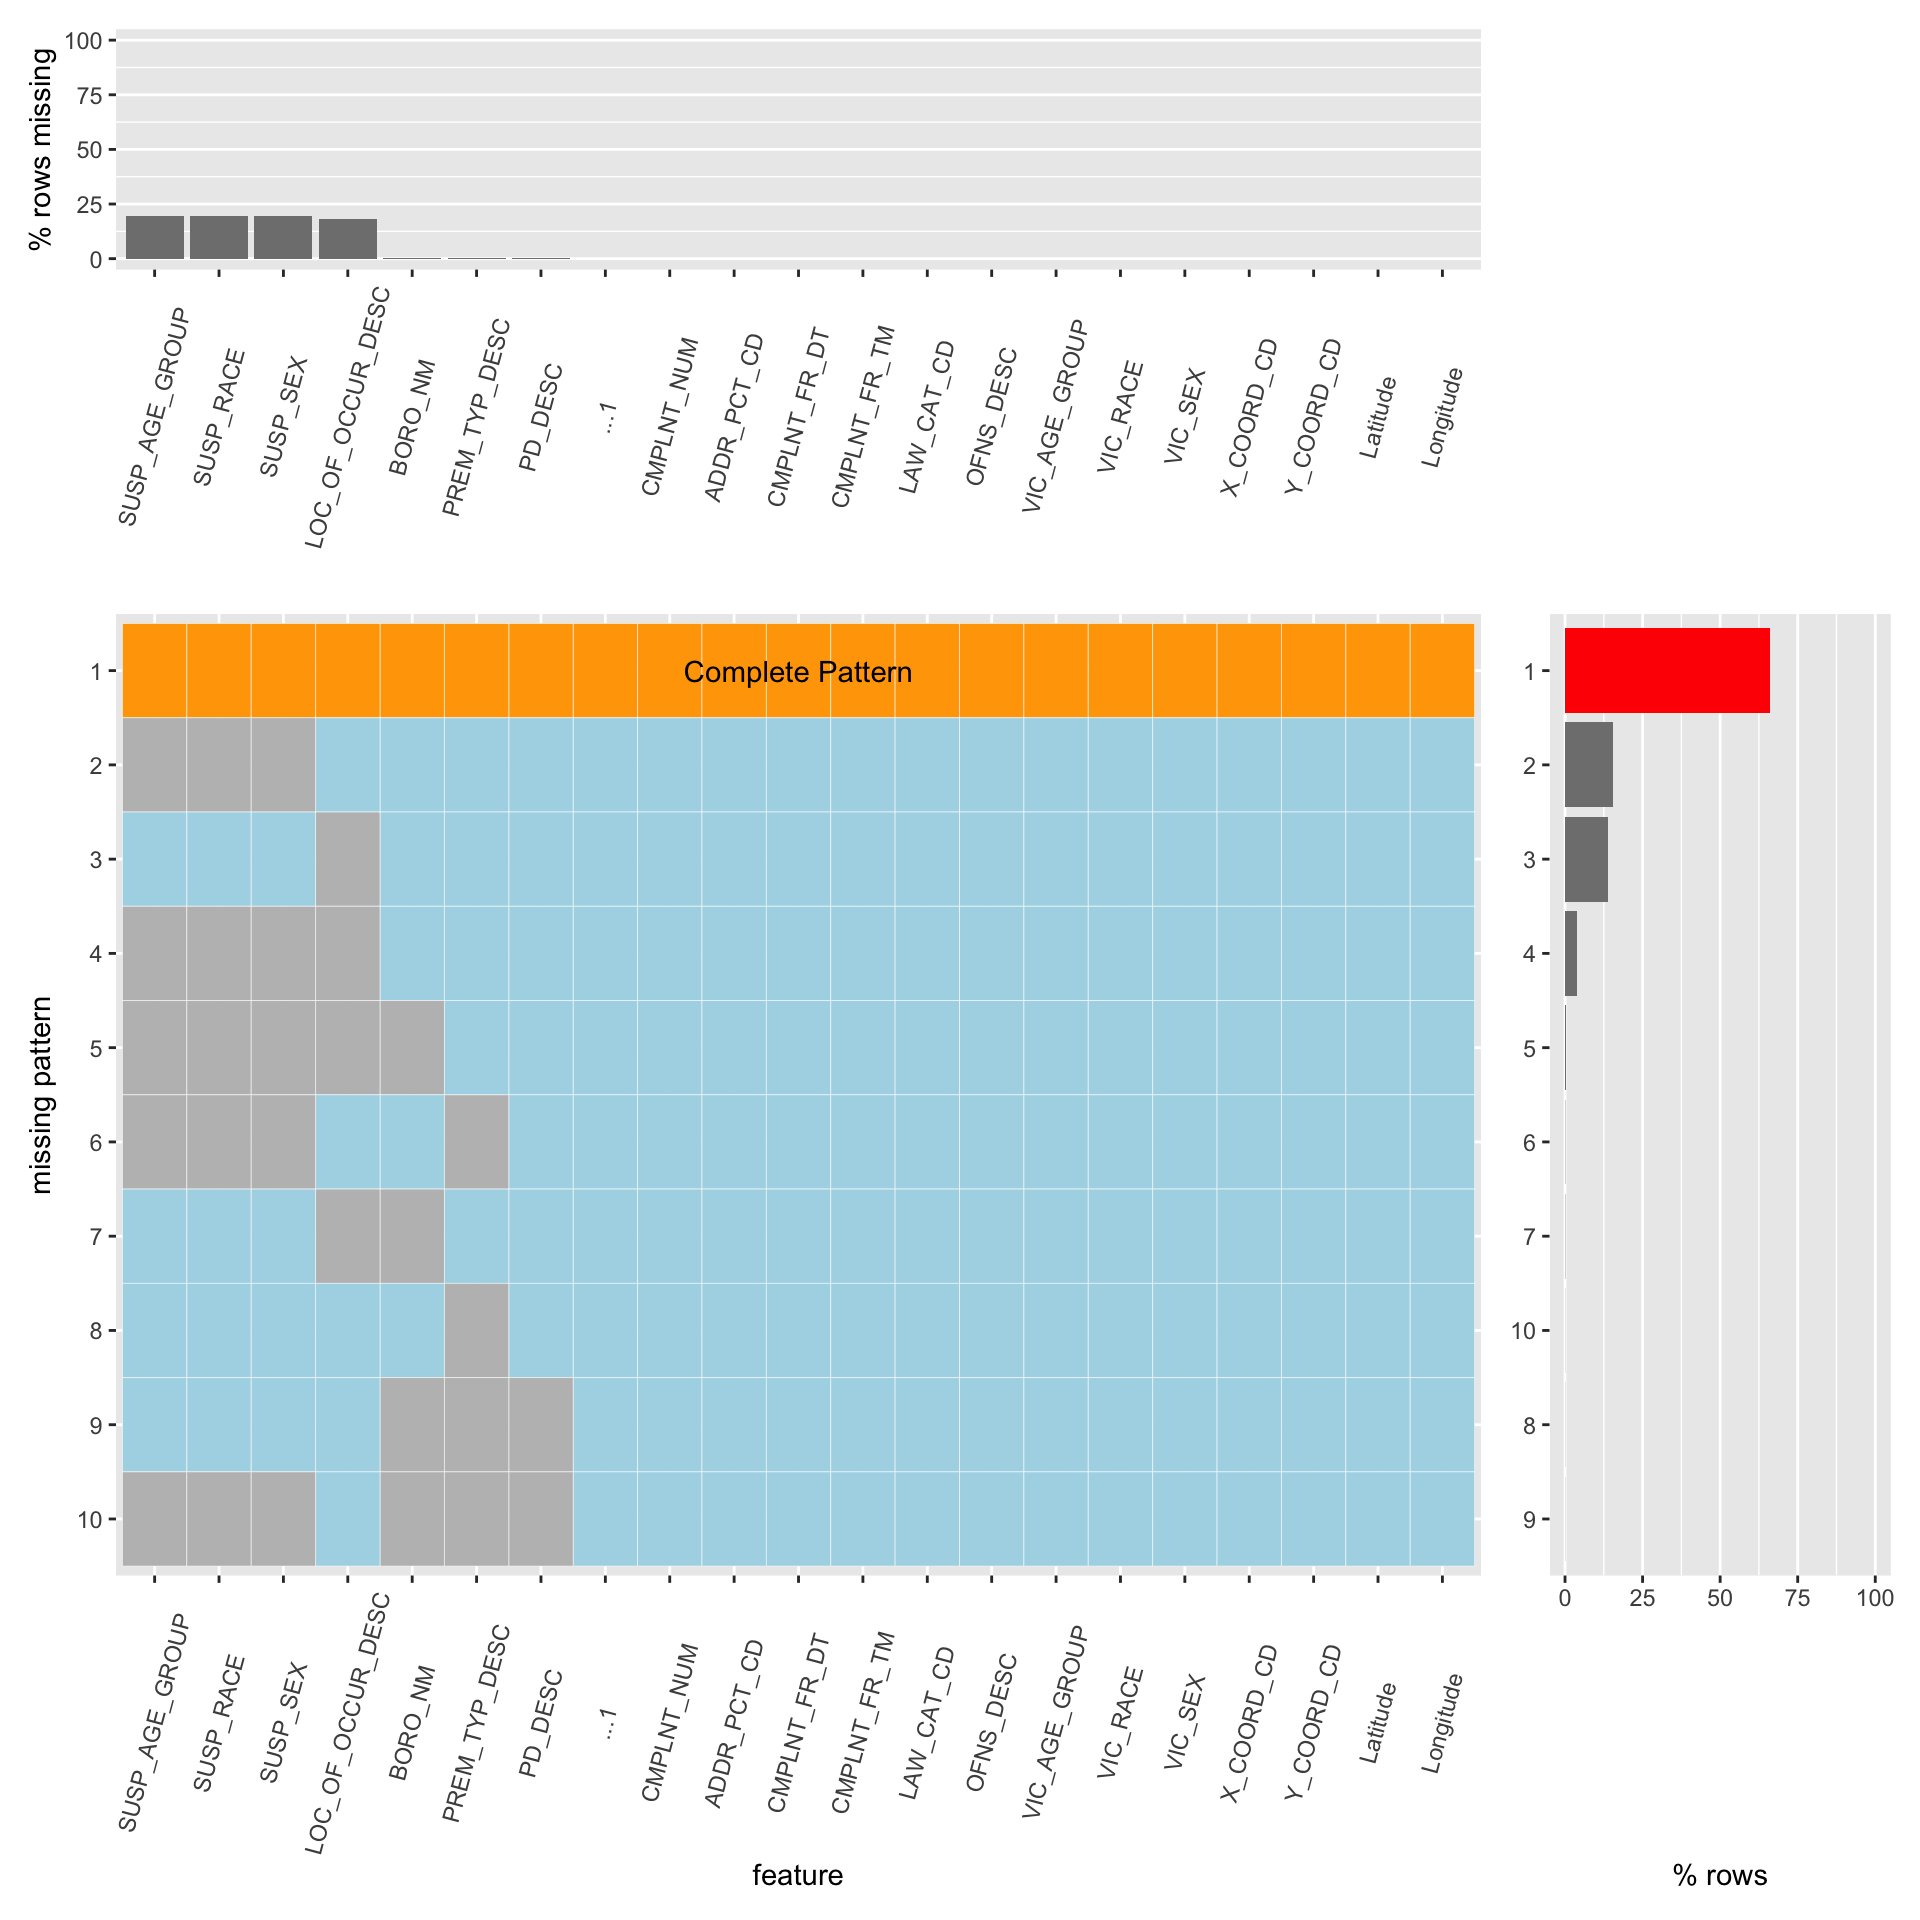 % rows missing
100
75
50
25
0
SUSP_AGE_GROUP
SUSP_RACE
SUSP_SEX
LOC_OF_OCCUR_DESC
BORO_NM
PREM_TYP_DESC
PD_DESC
...1
CMPLNT_NUM
ADDR_PCT_CD
CMPLNT_FR_DT
CMPLNT_FR_TM
LAW_CAT_CD
OFNS_DESC
VIC_AGE_GROUP
VIC_RACE
VIC_SEX
X_COORD_CD
Y_COORD_CD
Latitude
Longitude
missing pattern
1
2
3
4
5
6
7
8
9
10
Complete Pattern
SUSP_AGE_GROUP
SUSP_RACE
SUSP_SEX
LOC_OF_OCCUR_DESC
BORO_NM
PREM_TYP_DESC
PD_DESC
...1
CMPLNT_NUM
ADDR_PCT_CD
CMPLNT_FR_DT
CMPLNT_FR_TM
LAW_CAT_CD
OFNS_DESC
VIC_AGE_GROUP
VIC_RACE
VIC_SEX
X_COORD_CD
Y_COORD_CD
Latitude
Longitude
feature
1
2
3
4
5
6
7
10
8
9
0 25 50 75 100
% rows